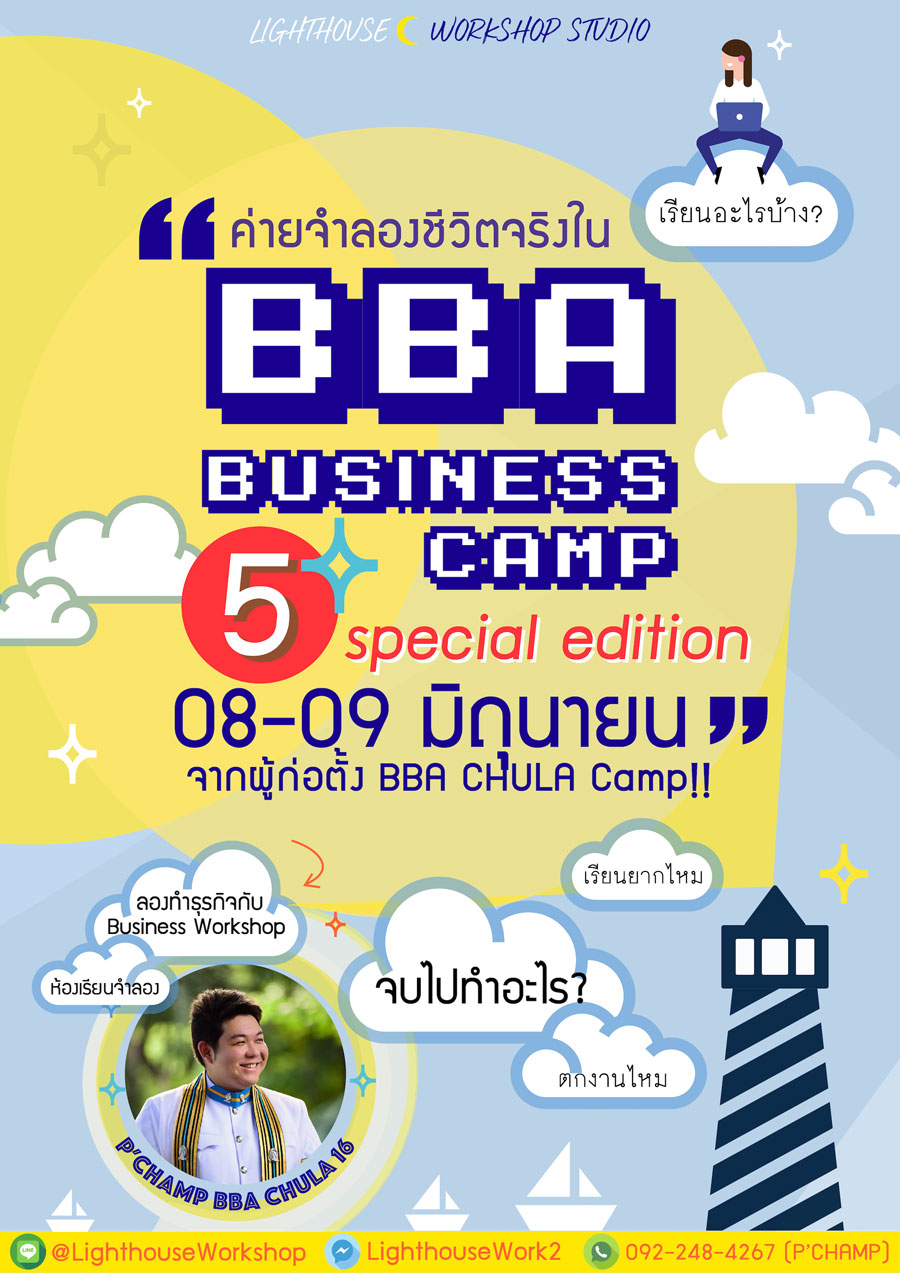 LIGHTHOUSE WORKSHOP STUDIO
เรียนอะไรบ้าง?
“ ค่ายจำลองชีวิตจริงใน
BBA
BUSINESS
CAMP
5
special edition
08-09 มิถุนายน ”
จากผู้ก่อตั้ง BBA CHULA Camp!!
เรียนยากไหม
ลองทำธุรกิจกับ
Business Workshop
ห้องเรียนจำลอง
จบไปทำอะไร?
ตกงานไหม
P'CHAMP BBA CHULA 16
LINE @LighthouseWorkshop LighthouseWork2 092-248-4267 (P'CHAMP)